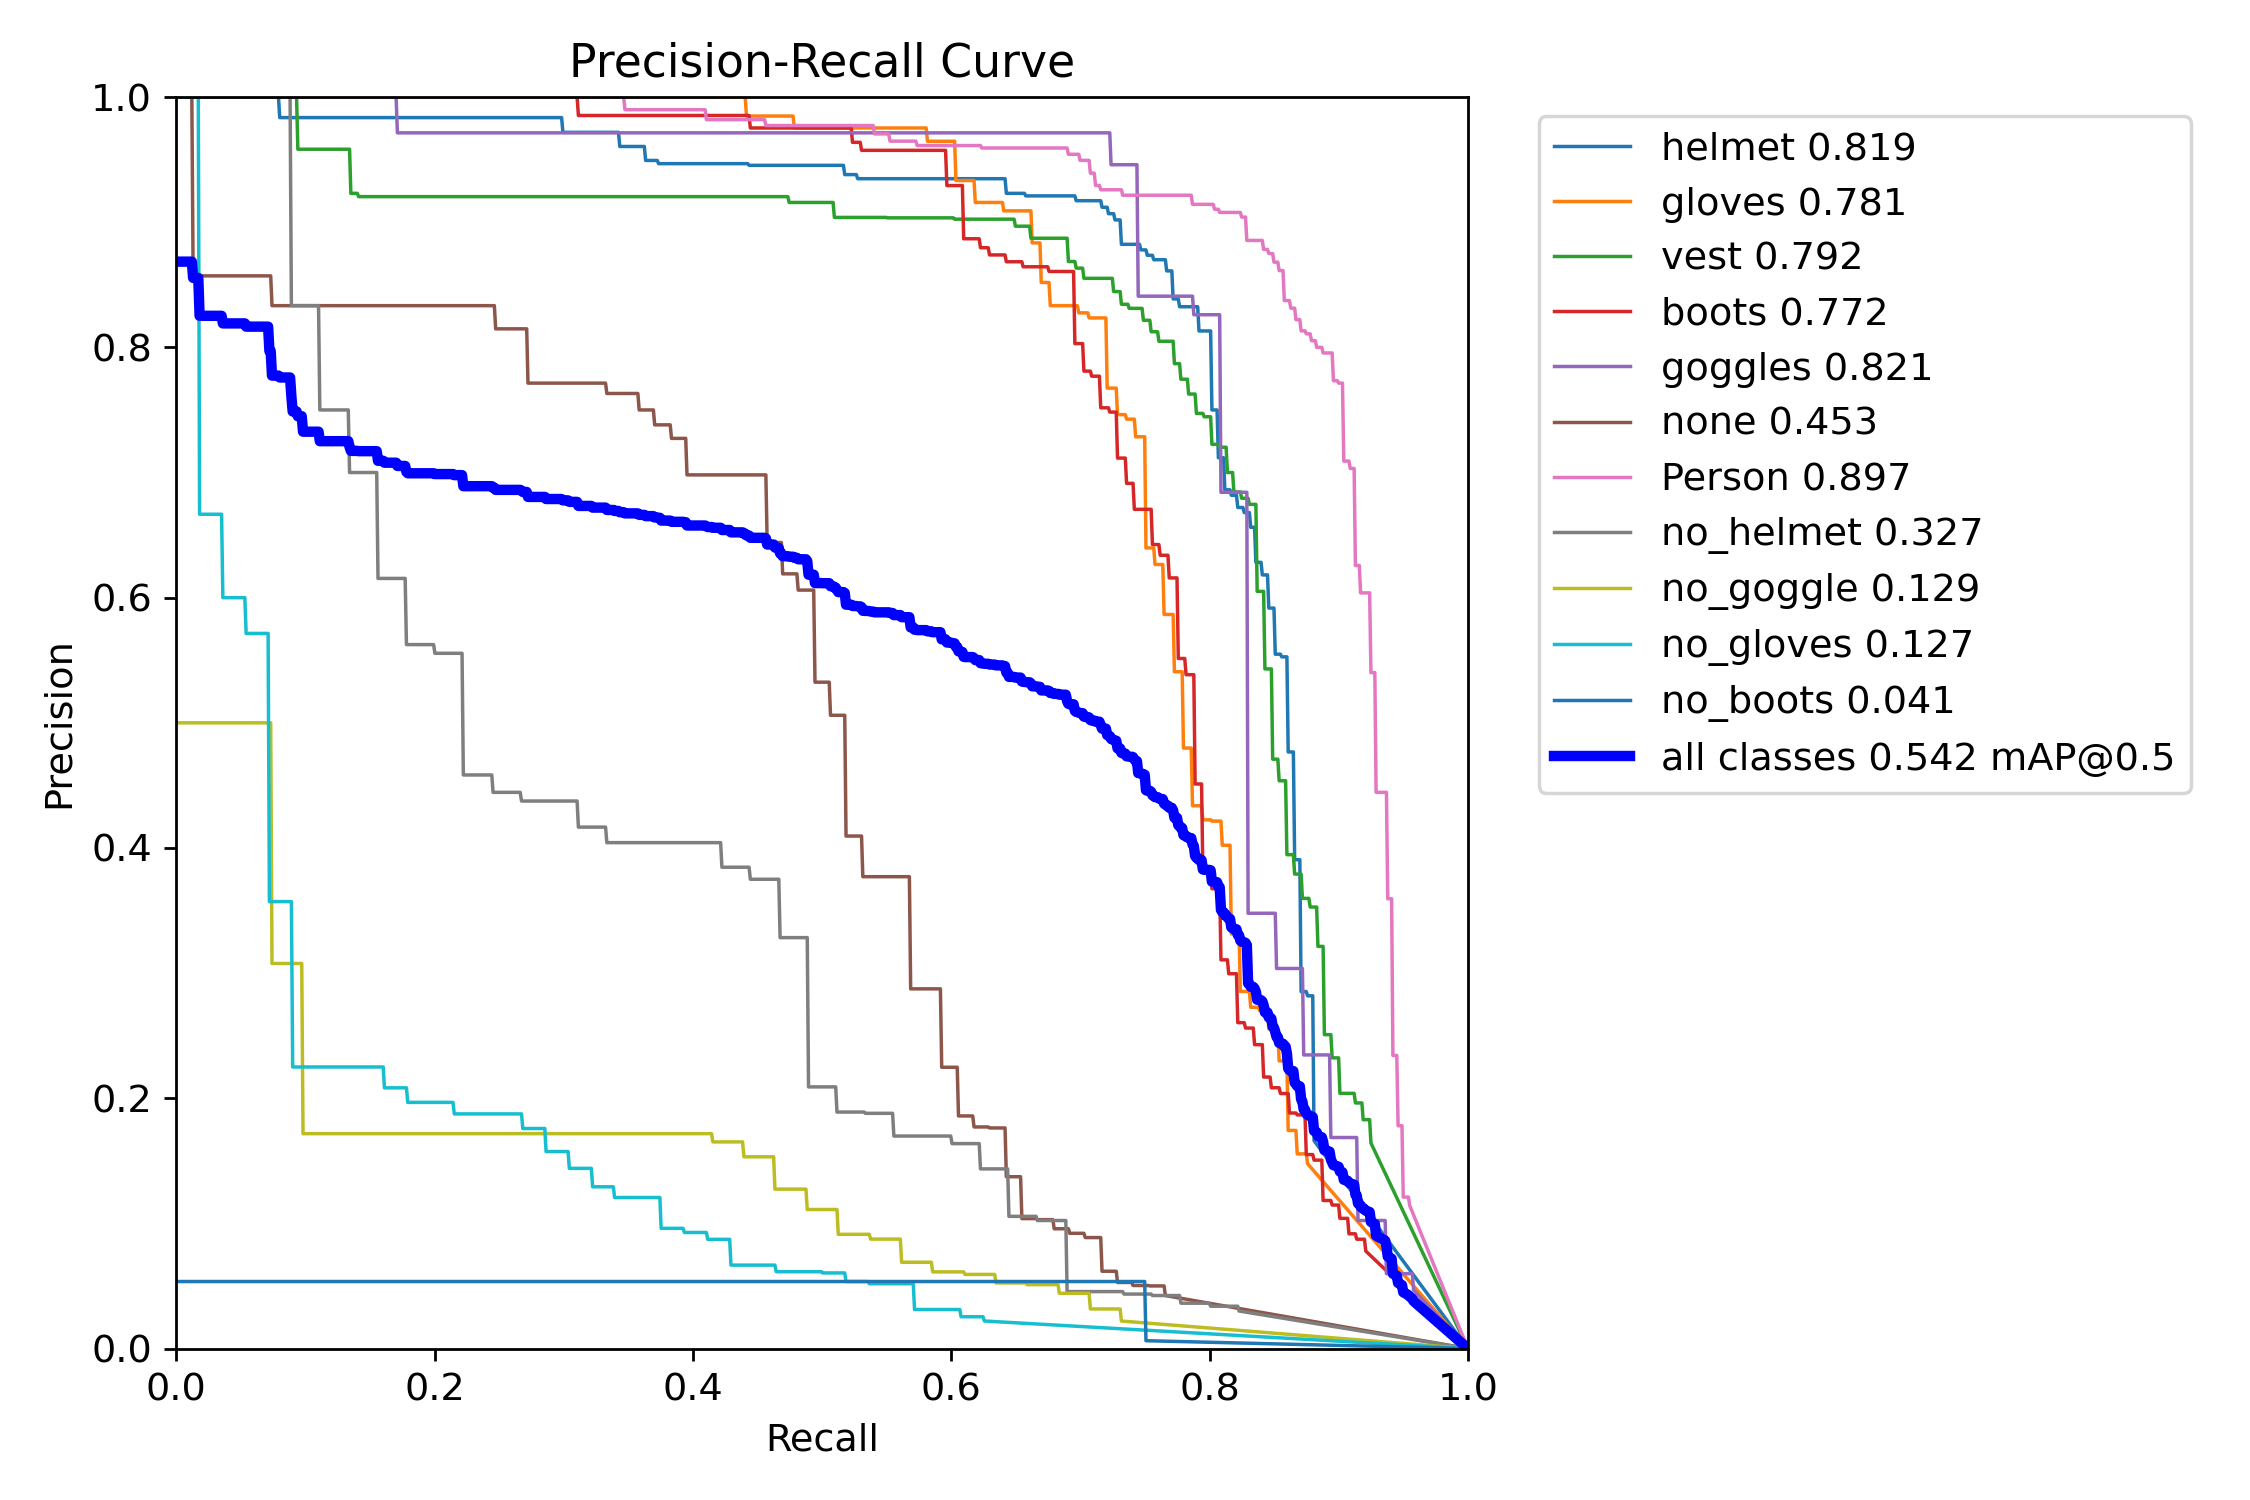 Precision-Recall Curve
1.0
0.8
0.6
0.4
0.2
0.0
Precision
0.0 0.2 0.4 0.6 0.8 1.0
Recall
helmet 0.819
gloves 0.781
vest 0.792
boots 0.772
goggles 0.821
none 0.453
Person 0.897
no_helmet 0.327
no_goggle 0.129
no_gloves 0.127
no_boots 0.041
all classes 0.542 mAP@0.5